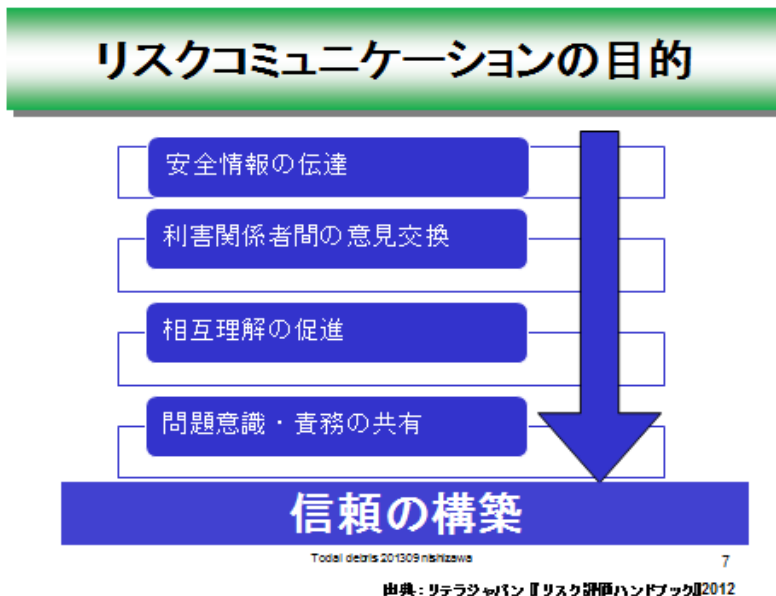 リスクコミュニケーションの目的
安全情報の伝達
利害関係者間の意見交換
相互理解の促進
問題意識・責務の共有
信頼の構築
Todai debris 201309 nishizawa
7
出典：リテラジャパン『リスク評価ハンドブック』2012